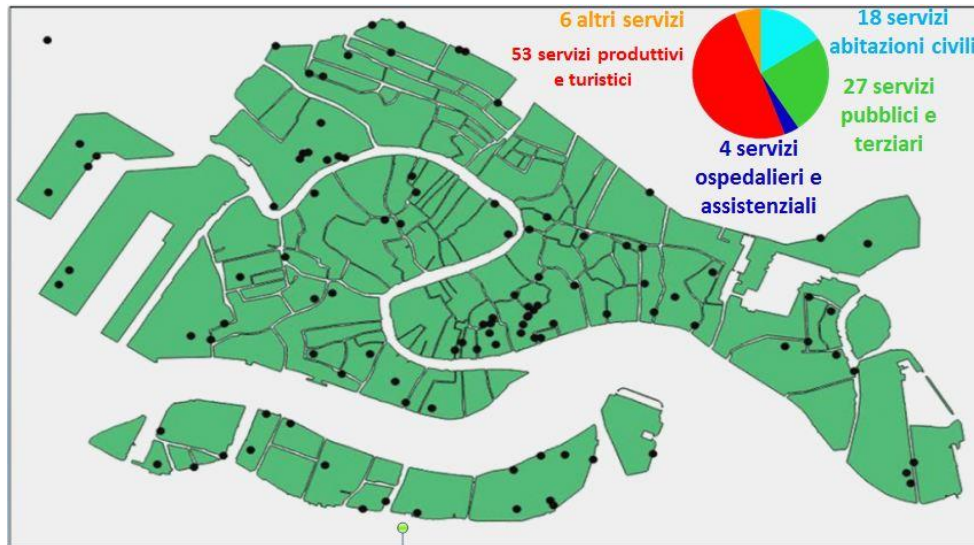 6 altri servizi
53 servizi produttivi
e turistici
18 servizi
abitazioni civili
27 servizi
pubblici e
terziari
4 servizi
ospedalieri e
assistenziali